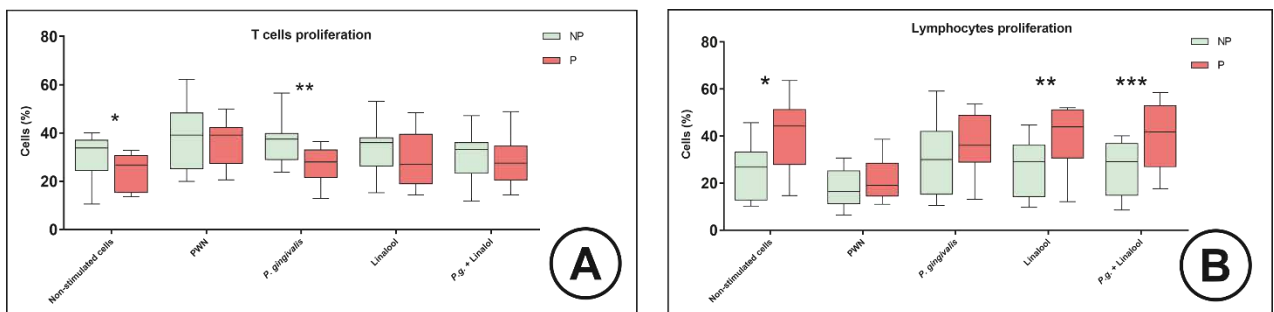 T cells proliferation
NP
P
Cells (%)
80
60
40
20
0
*
**
Non-stimulated cells
PWN
P. gingivalis
Linalool
P.g. + Linalol
A
Lymphocytes proliferation
NP
P
Cells (%)
80
60
40
20
0
*
**
***
Non-stimulated cells
PWN
P. gingivalis
Linalool
P.g. + Linalool
B